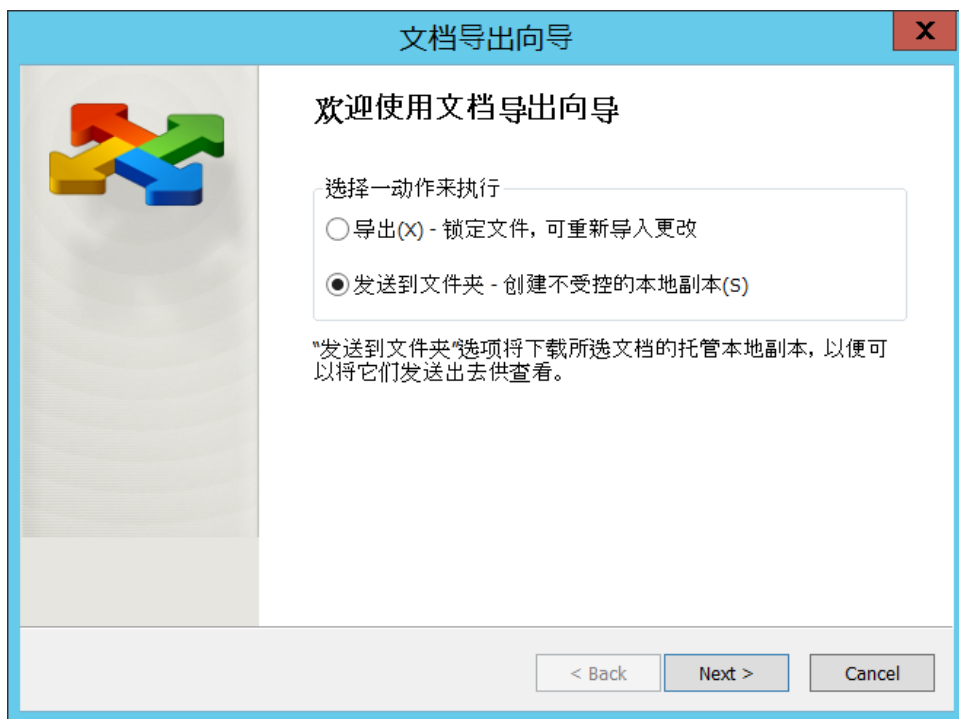 文档导出向导
X
欢迎使用文档导出向导
选择一动作来执行
导出(X) - 锁定文件, 可重新导入更改
发送到文件夹 - 创建不受控的本地副本(S)
“发送到文件夹”选项将下载所选文档的托管本地副本, 以便可
以将它们发送出去供查看。
< Back
Next >
Cancel